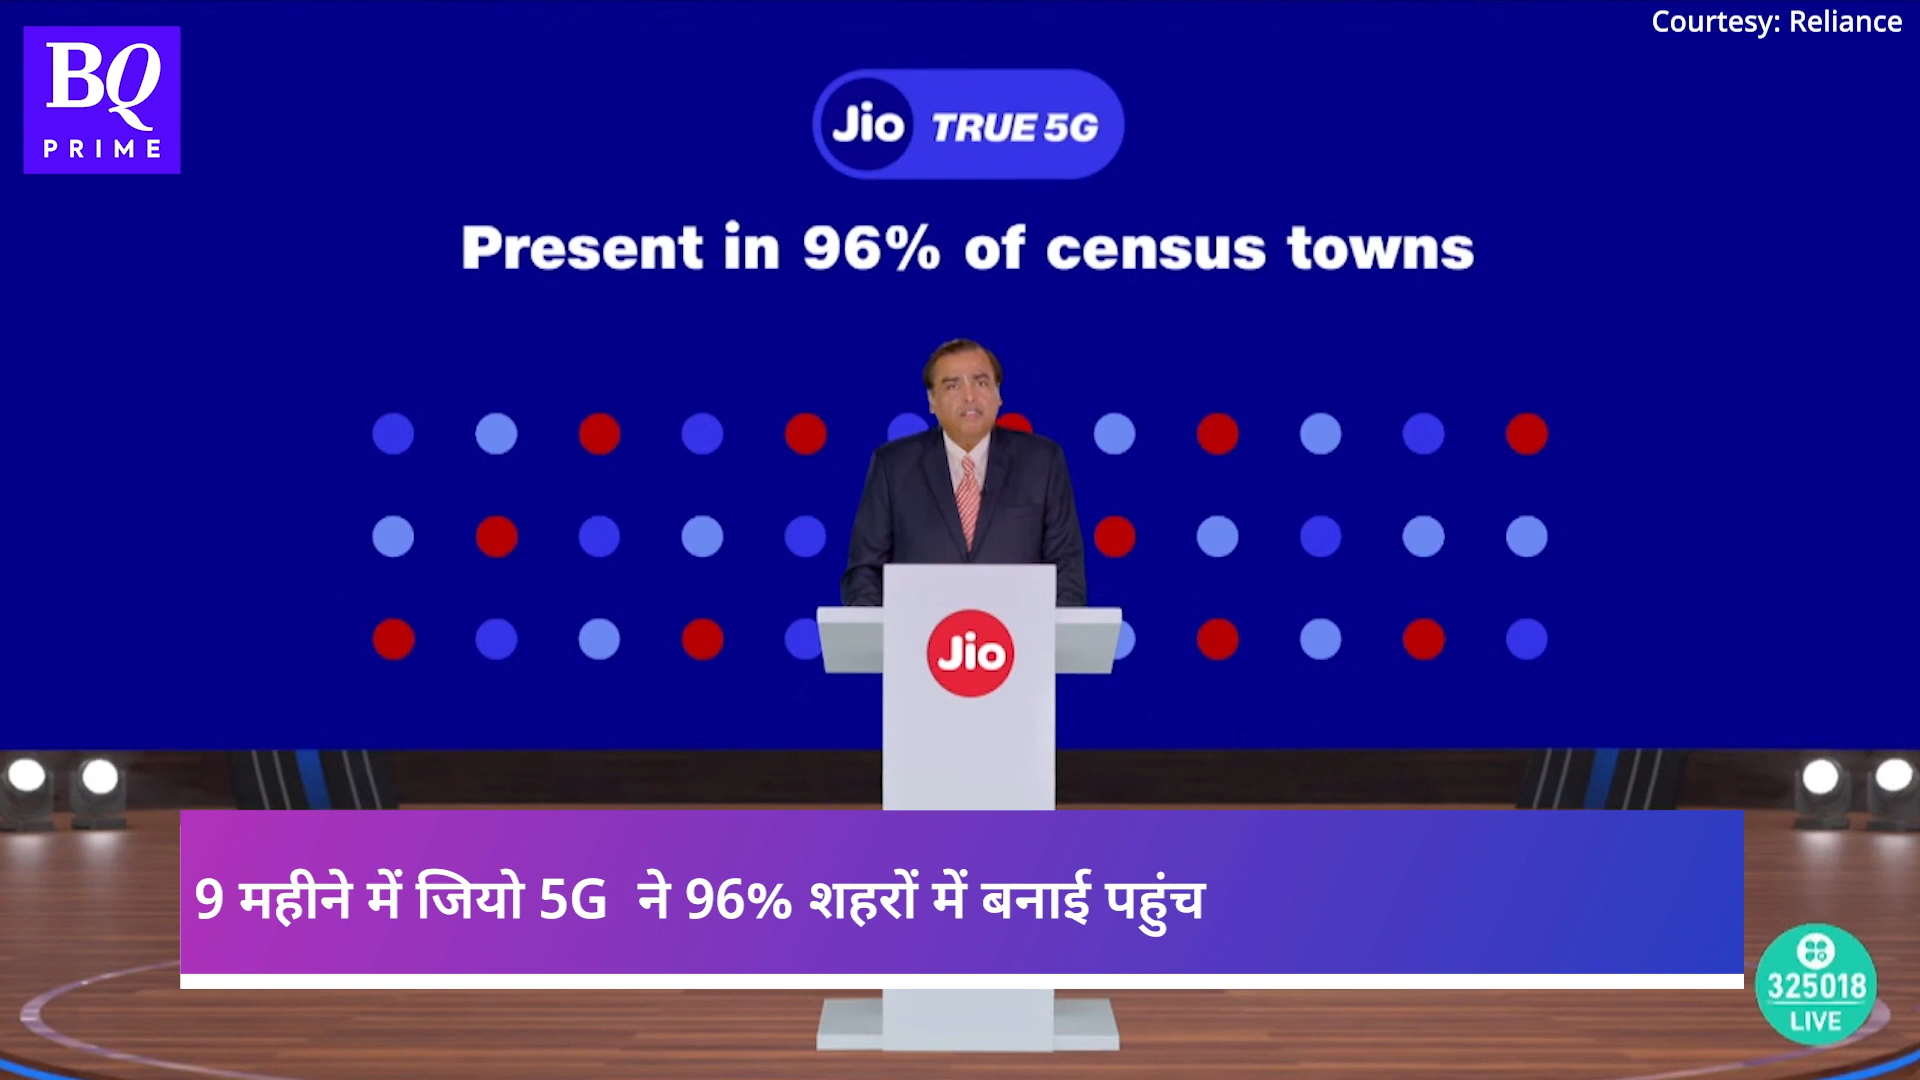 Courtesy: Reliance
BQ
PRIME
Jio TRUE 5G
Present in 96% of census towns
Jio
9 महीने में जियो 5G ने 96% शहरों में बनाई पहुंच
325018
LIVE